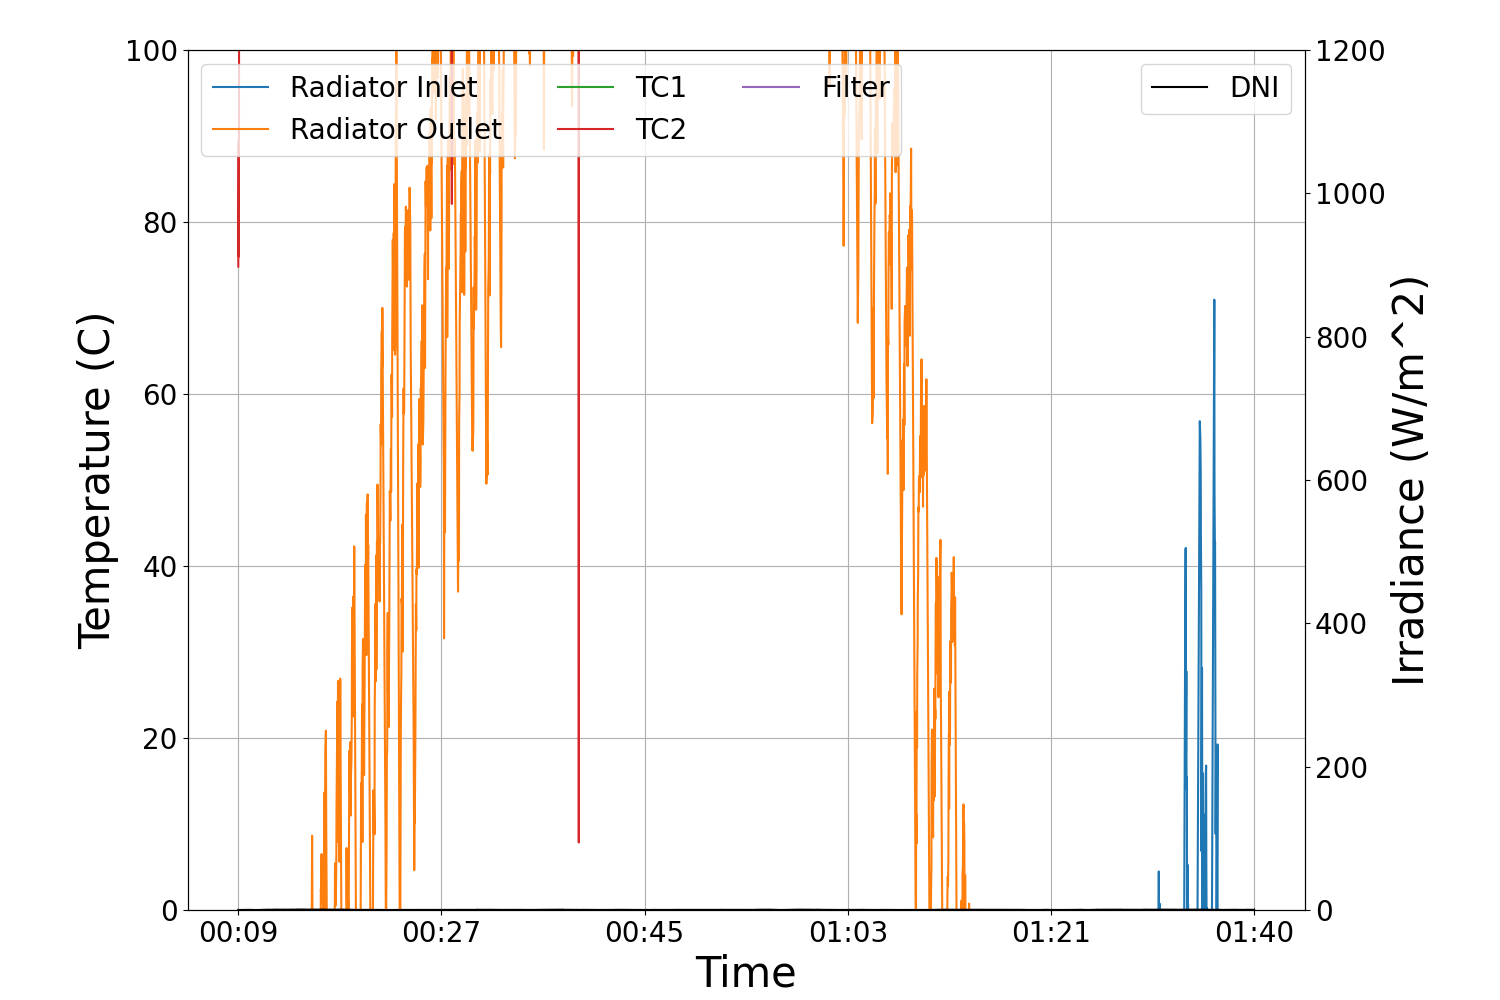 100
80
60
40
20
0
Temperature (C)
Radiator Inlet
Radiator Outlet
TC1
TC2
Filter
DNI
1200
1000
800
600
400
200
0
Irradiance (W/m^2)
00:09 00:27 00:45 01:03 01:21 01:40
Time